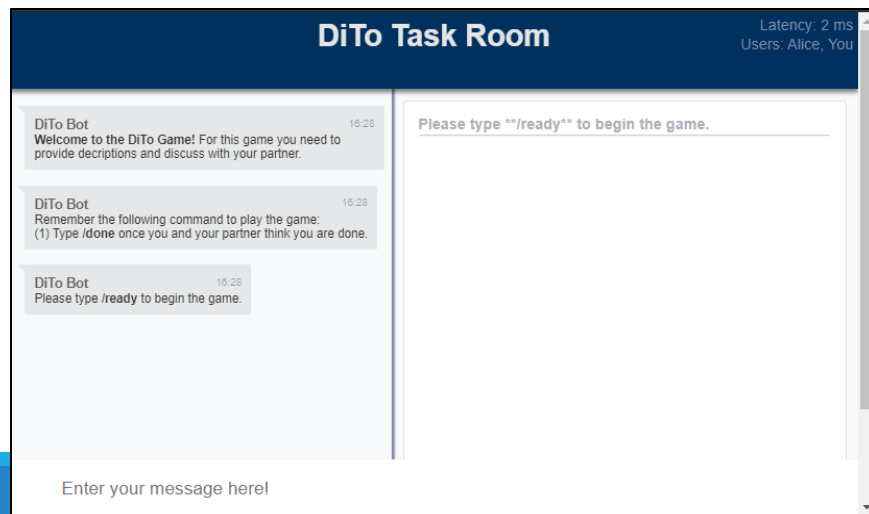 DiTo Task Room
Latency: 2 ms
Users: Alice, You
DiTo Bot 16:28
Welcome to the DiTo Game! For this game you need to
provide decriptions and discuss with your partner.
DiTo Bot 16:28
Remember the following command to play the game:
(1) Type /done once you and your partner think you are done.
DiTo Bot 16:28
Please type /ready to begin the game.
Please type **/ready** to begin the game.
Enter your message here!